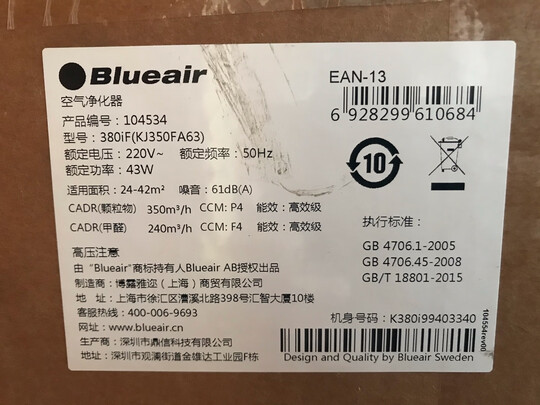 Blueair
空气净化器
产品编号：104534
型号：380iF(KJ350FA63)
额定电压：220V~ 额定频率：50Hz
额定功率：43W
适用面积：24-42m² 噪音：61dB(A)
CADR(颗粒物) 350m³/h CCM: P4 能效：高效级
CADR(甲醛) 240m³/h CCM: F4 能效：高效级
高压注意
由 "Blueair"商标持有人Blueair AB授权出品
制造商：博露雅迩（上海）商贸有限公司
地 址：上海市徐汇区漕溪北路398号汇智大厦10楼
客服热线：400-006-9693
网址：www.blueair.cn
生产商：深圳市鼎信科技有限公司
地址：深圳市观澜街道金雄达工业园F栋
EAN-13
6 928299 610684
10
执行标准：
GB 4706.1-2005
GB 4706.45-2008
GB/T 18801-2015
机身号码：K380i99403340
Design and Quality by Blueair Sweden
104554rev00